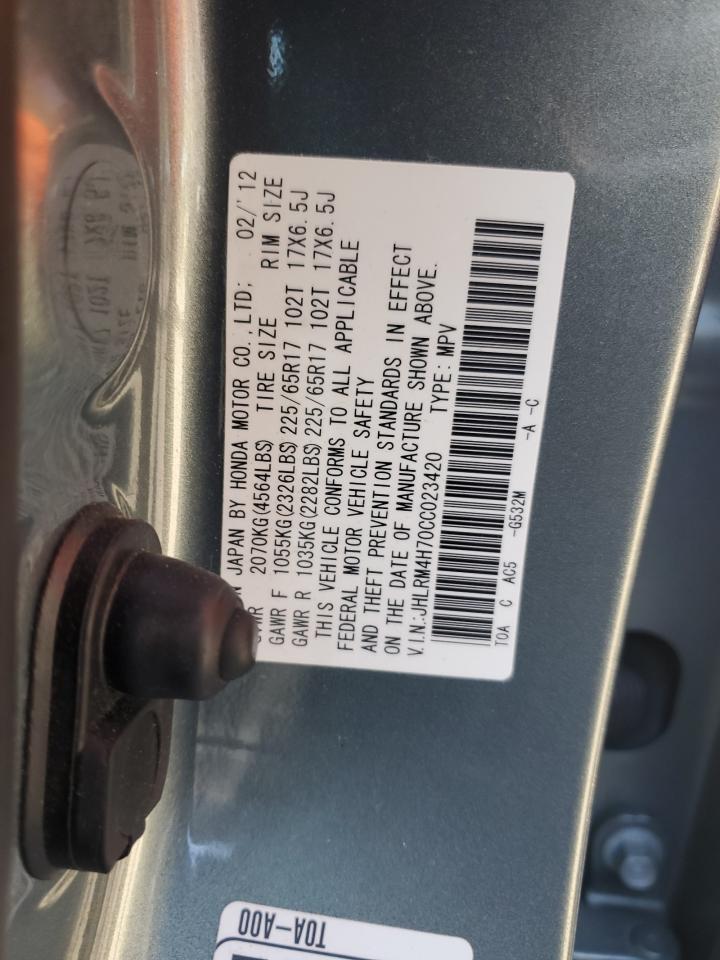 JAPAN BY HONDA MOTOR CO., LTD; 02/'12
GAWR 2070KG(4564LBS) TIRE SIZE RIM SIZE
GAWR F 1055KG(2326LBS)225/65R17 102T 17X6.5J
GAWR R 1035KG(2282LBS)225/65R17 102T 17X6.5J
THIS VEHICLE CONFORMS TO ALL APPLICABLE
FEDERAL MOTOR VEHICLE SAFETY
AND THEFT PREVENTION STANDARDS IN EFFECT
ON THE DATE OF MANUFACTURE SHOWN ABOVE.
V.I.N.:JHLRM4H70CC023420 TYPE: MPV
T0A C AC5 -G532M -A -C
T0A-A00